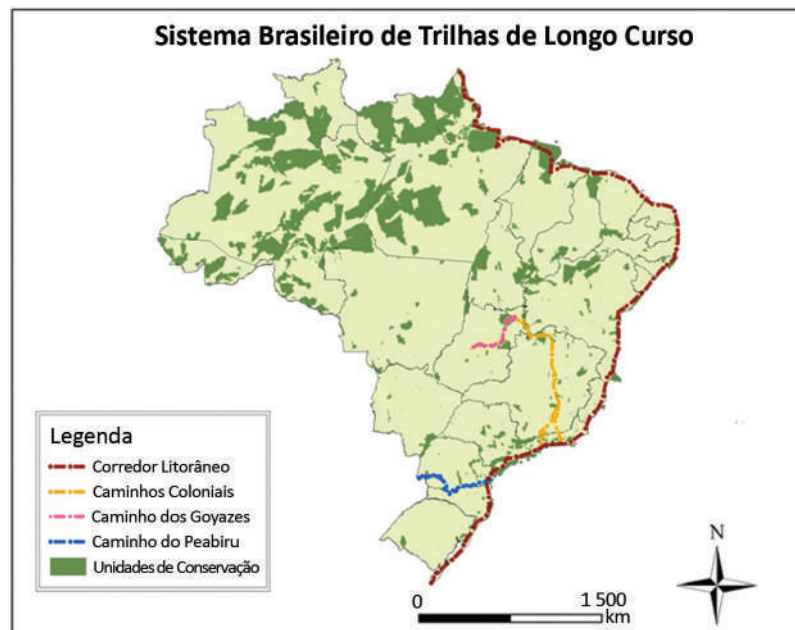 Sistema Brasileiro de Trilhas de Longo Curso
Legenda
Corredor Litorâneo
Caminhos Coloniais
Caminho dos Goyazes
Caminho do Peabiru
Unidades de Conservação
N
0 1 500
km